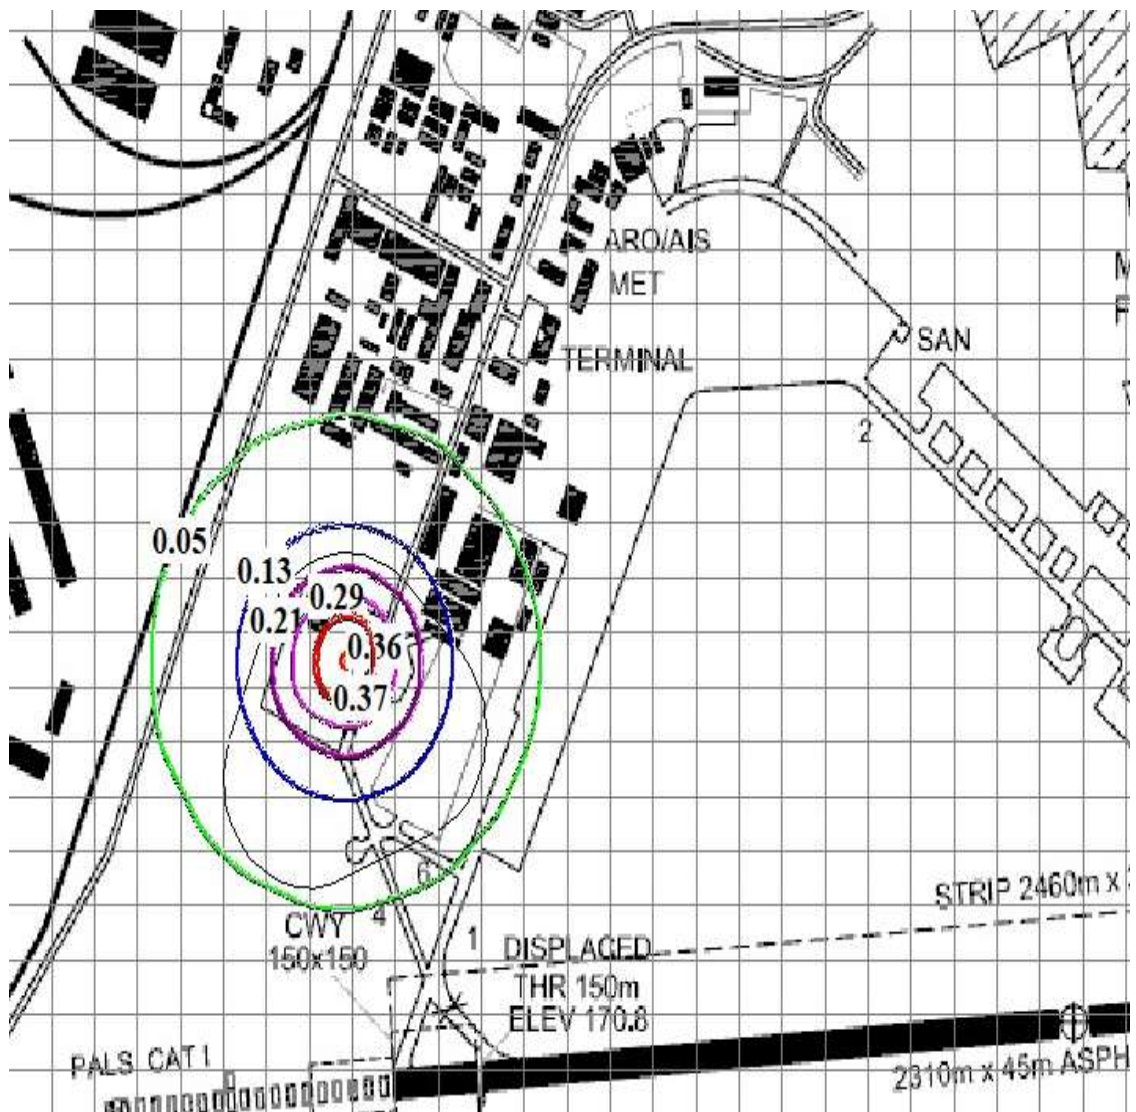 ARO/AIS
MET
TERMINAL
SAN
2
0.05
0.13
0.29
0.21
0.36
0.37
6
4
STRIP 2460m x
CWY
150x150
1
DISPLACED
THR 150m
ELEV 170.8
PALS CAT I
2310m x 45m ASPH